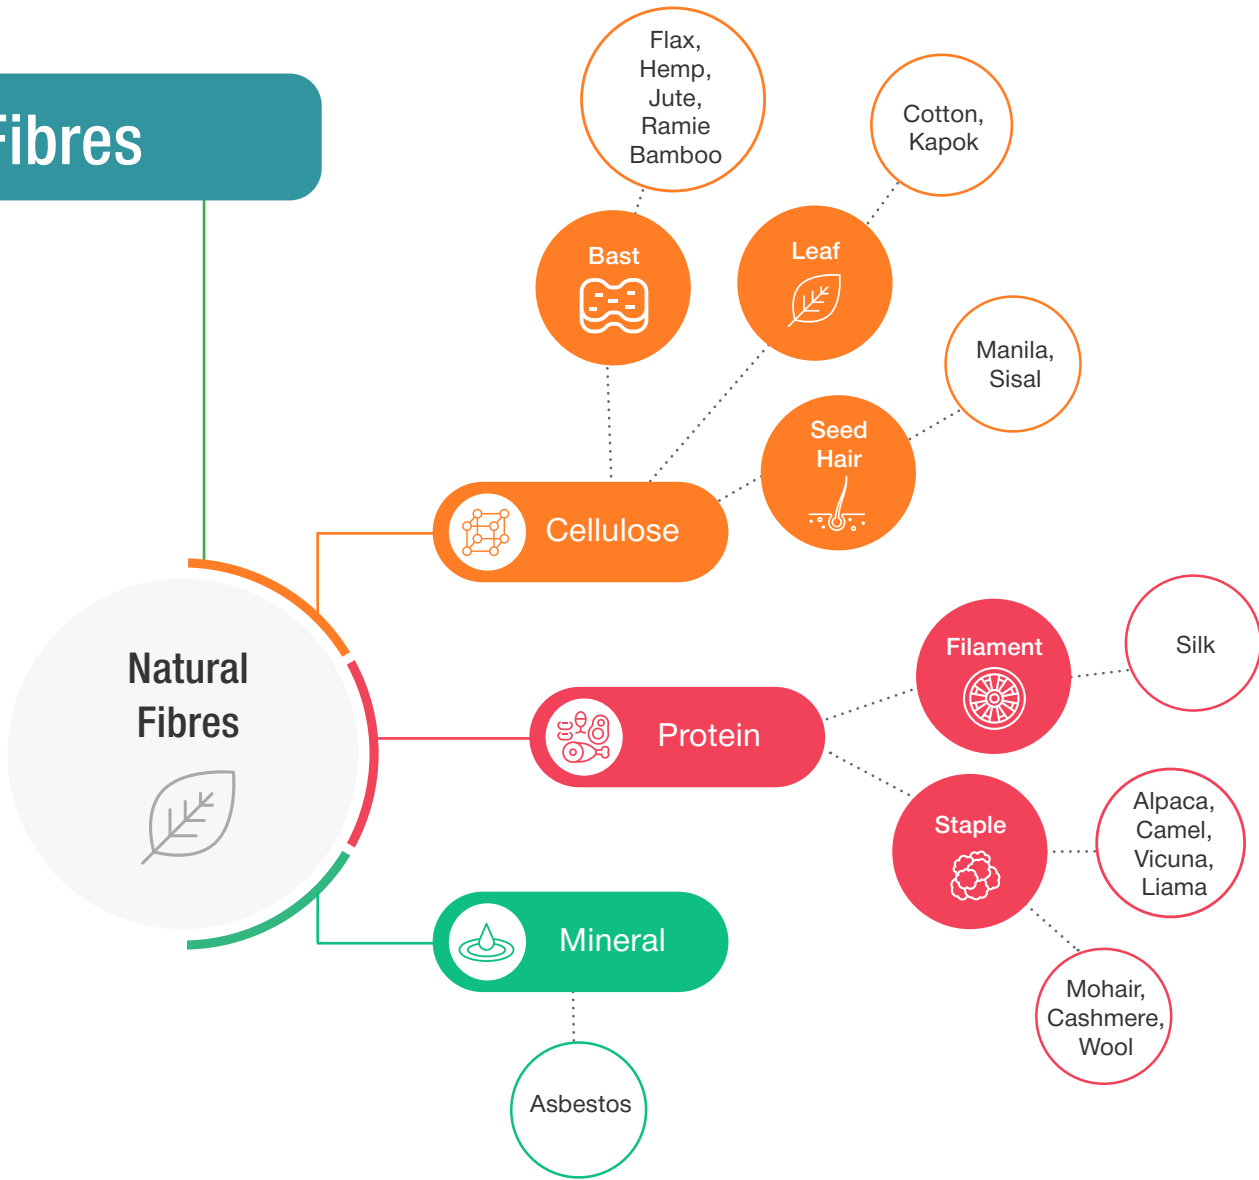 Fibres
Flax,
Hemp,
Jute,
Ramie
Bamboo
Cotton,
Kapok
Bast
Leaf
Manila,
Sisal
Seed
Hair
Cellulose
Natural
Fibres
Filament
Silk
Protein
Staple
Alpaca,
Camel,
Vicuna,
Liama
Mineral
Mohair,
Cashmere,
Wool
Asbestos